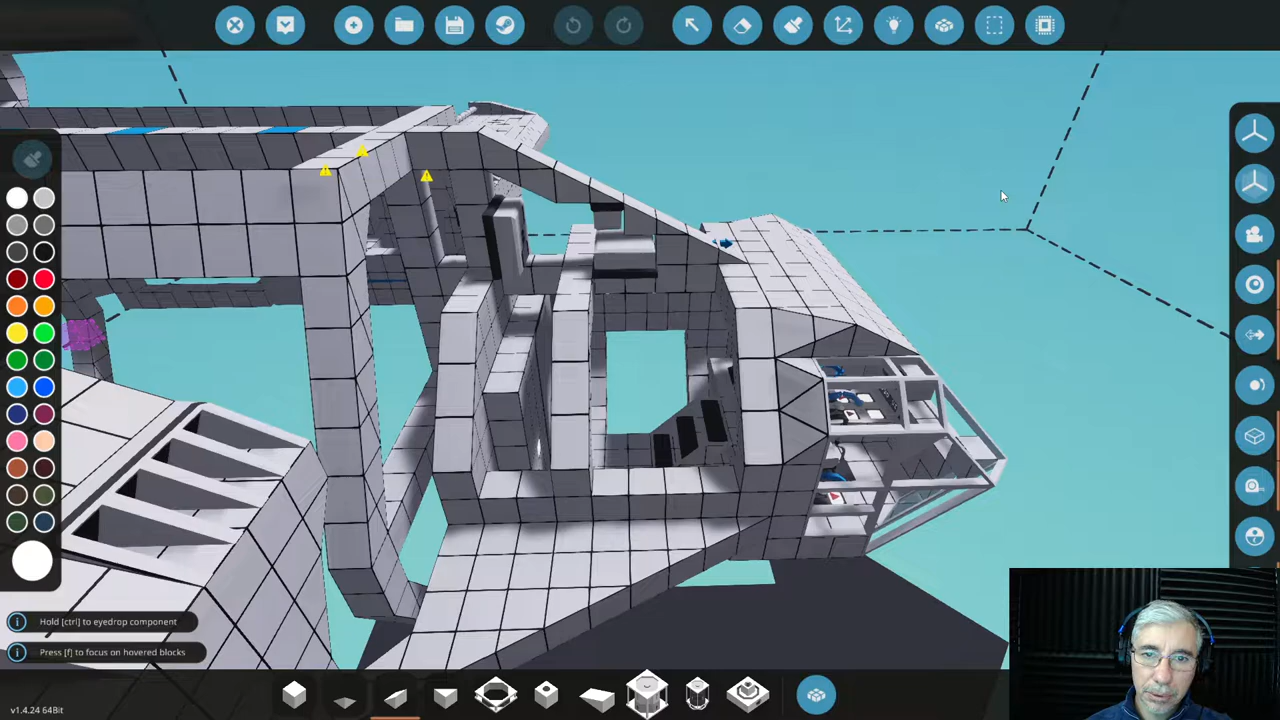 Hold [ctrl] to eyedrop component
Press [f] to focus on hovered blocks
v1.4.24 64Bit